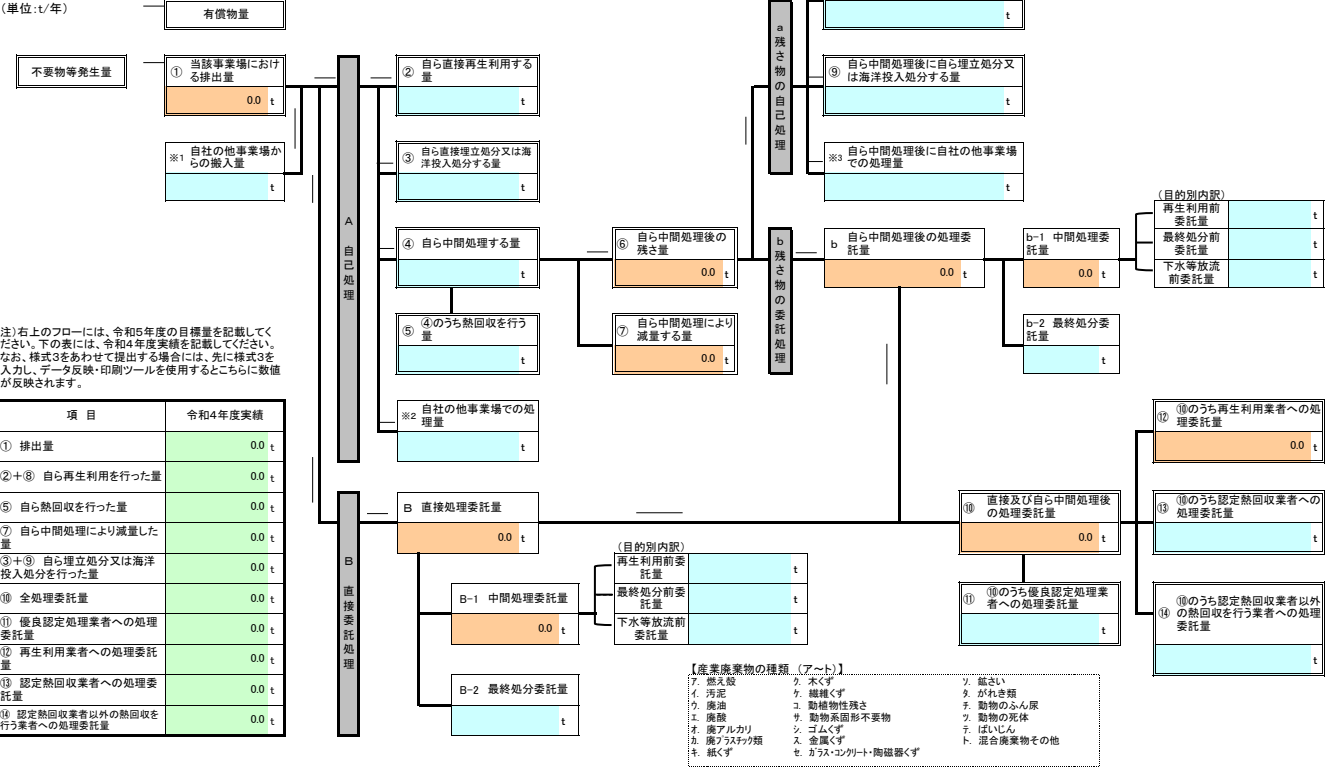 (単位:t/年)
有償物量
不要物等発生量
① 当該事業場におけ
る排出量
0.0 t
※1 自社の他事業場か
らの搬入量
t
A 自己処理
② 自ら直接再生利用する
量
t
③ 自ら直接埋立処分又は海
洋投入処分する量
t
④ 自ら中間処理する量
t
⑤ ④のうち熱回収を行う
量
t
※2 自社の他事業場での処
理量
t
⑥ 自ら中間処理後の
残さ量
0.0 t
⑦ 自ら中間処理により
減量する量
0.0 t
a 残さ物の自己処理
t
⑨ 自ら中間処理後に自ら埋立処分又
は海洋投入処分する量
t
※3 自ら中間処理後に自社の他事業場
での処理量
t
b 残さ物の委託処理
b 自ら中間処理後の処理委
託量
0.0 t
b-1 中間処理委
託量
0.0 t
(目的別内訳)
再生利用前
委託量 t
最終処分前
委託量 t
下水等放流
前委託量 t
b-2 最終処分委
託量
t
注)右上のフローには、令和5年度の目標量を記載してく
ださい。下の表には、令和4年度実績を記載してください。
なお、様式3をあわせて提出する場合には、先に様式3を
入力し、データ反映・印刷ツールを使用するとこちらに数値
が反映されます。
項 目 令和4年度実績
① 排出量 0.0 t
②+⑧ 自ら再生利用を行った量 0.0 t
⑤ 自ら熱回収を行った量 0.0 t
⑦ 自ら中間処理により減量した
量 0.0 t
③+⑨ 自ら埋立処分又は海洋
投入処分を行った量 0.0 t
⑩ 全処理委託量 0.0 t
⑪ 優良認定処理業者への処理
委託量 0.0 t
⑫ 再生利用業者への処理委託
量 0.0 t
⑬ 認定熱回収業者への処理委
託量 0.0 t
⑭ 認定熱回収業者以外の熱回収を
行う業者への処理委託量 0.0 t
B 直接委託処理
B 直接処理委託量
0.0 t
B-1 中間処理委託量
0.0 t
(目的別内訳)
再生利用前委
託量 t
最終処分前委
託量 t
下水等放流前
委託量 t
B-2 最終処分委託量
t
⑩ 直接及び自ら中間処理後
の処理委託量
0.0 t
⑪ ⑩のうち優良認定処理業
者への処理委託量
t
⑫ ⑩のうち再生利用業者への処
理委託量
0.0 t
⑬ ⑩のうち認定熱回収業者への
処理委託量
t
⑭ ⑩のうち認定熱回収業者以外
の熱回収を行う業者への処理
委託量
t
【産業廃棄物の種類 (ア~ト)】
ア. 燃え殻 ク. 木くず ソ. 鉱さい
イ. 汚泥 ケ. 繊維くず タ. がれき類
ウ. 廃油 コ. 動植物性残さ チ. 動物のふん尿
エ. 廃酸 サ. 動物系固形不要物 ツ. 動物の死体
オ. 廃アルカリ シ. ゴムくず テ. ばいじん
カ. 廃プラスチック類 ス. 金属くず ト. 混合廃棄物その他
キ. 紙くず セ. ガラス・コンクリート・陶磁器くず